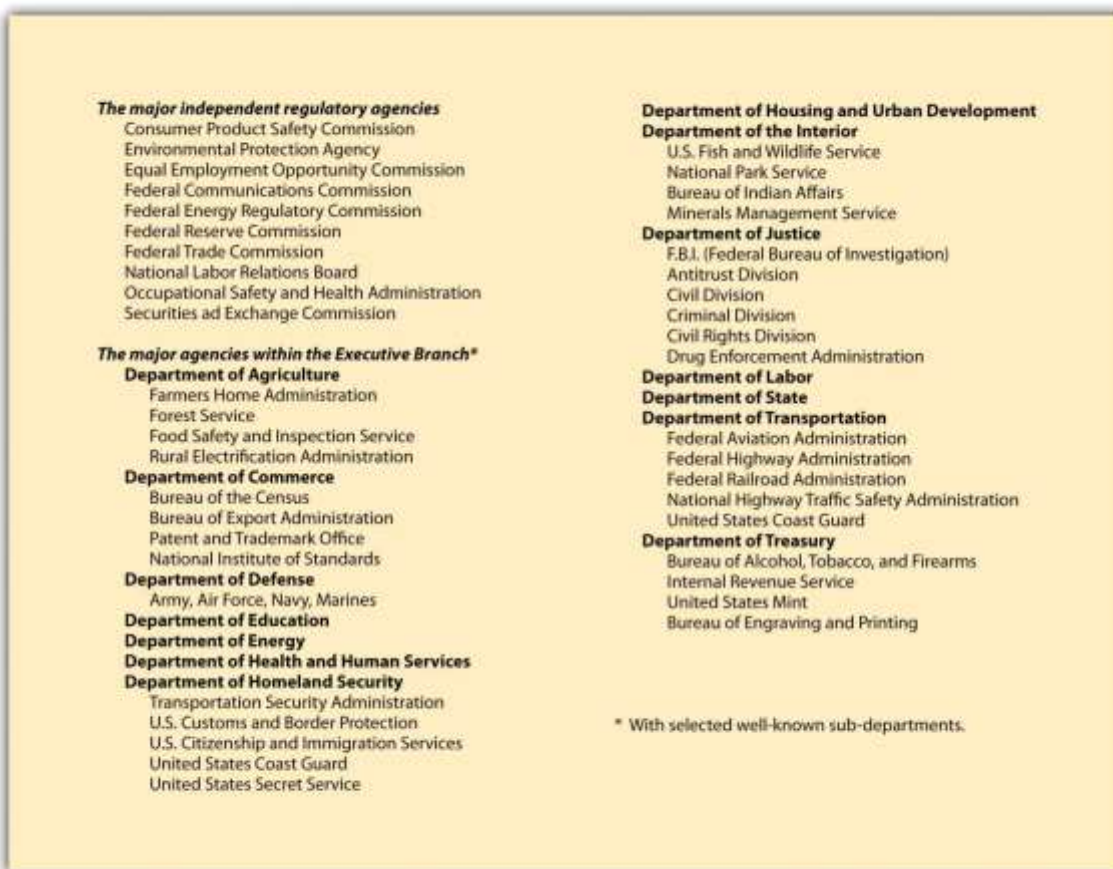 The major independent regulatory agencies
Consumer Product Safety Commission
Environmental Protection Agency
Equal Employment Opportunity Commission
Federal Communications Commission
Federal Energy Regulatory Commission
Federal Reserve Commission
Federal Trade Commission
National Labor Relations Board
Occupational Safety and Health Administration
Securities ad Exchange Commission
The major agencies within the Executive Branch*
Department of Agriculture
Farmers Home Administration
Forest Service
Food Safety and Inspection Service
Rural Electrification Administration
Department of Commerce
Bureau of the Census
Bureau of Export Administration
Patent and Trademark Office
National Institute of Standards
Department of Defense
Army, Air Force, Navy, Marines
Department of Education
Department of Energy
Department of Health and Human Services
Department of Homeland Security
Transportation Security Administration
U.S. Customs and Border Protection
U.S. Citizenship and Immigration Services
United States Coast Guard
United States Secret Service
Department of Housing and Urban Development
Department of the Interior
U.S. Fish and Wildlife Service
National Park Service
Bureau of Indian Affairs
Minerals Management Service
Department of Justice
F.B.I. (Federal Bureau of Investigation)
Antitrust Division
Civil Division
Criminal Division
Civil Rights Division
Drug Enforcement Administration
Department of Labor
Department of State
Department of Transportation
Federal Aviation Administration
Federal Highway Administration
Federal Railroad Administration
National Highway Traffic Safety Administration
United States Coast Guard
Department of Treasury
Bureau of Alcohol, Tobacco, and Firearms
Internal Revenue Service
United States Mint
Bureau of Engraving and Printing
* With selected well-known sub-departments.